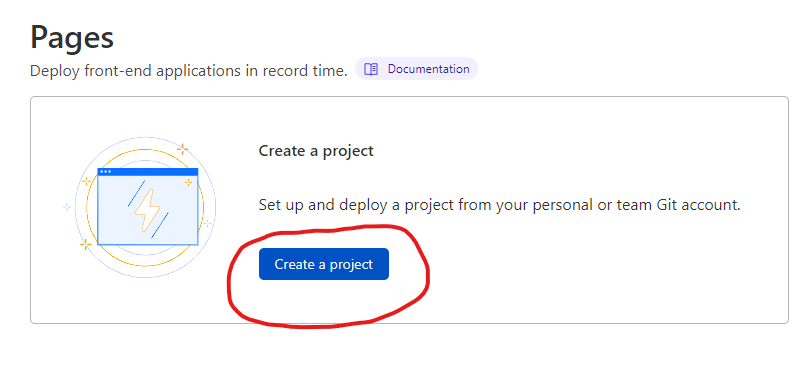 Pages
Deploy front-end applications in record time. Documentation
Create a project
Set up and deploy a project from your personal or team Git account.
Create a project